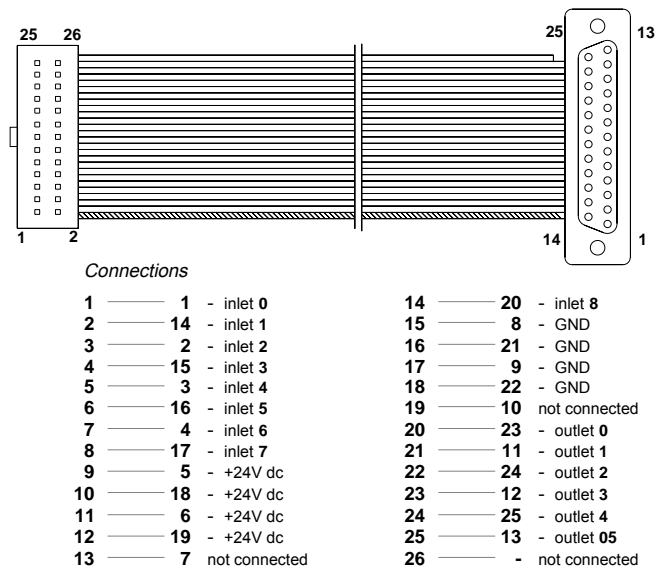 25 26 25 13
1 2 14 1
Connections
1 1 - inlet 0
2 14 - inlet 1
3 2 - inlet 2
4 15 - inlet 3
5 3 - inlet 4
6 16 - inlet 5
7 4 - inlet 6
8 17 - inlet 7
9 5 - +24V dc
10 18 - +24V dc
11 6 - +24V dc
12 19 - +24V dc
13 7 not connected
14 20 - inlet 8
15 8 - GND
16 21 - GND
17 9 - GND
18 22 - GND
19 10 not connected
20 23 - outlet 0
21 11 - outlet 1
22 24 - outlet 2
23 12 - outlet 3
24 25 - outlet 4
25 13 - outlet 05
26 - not connected